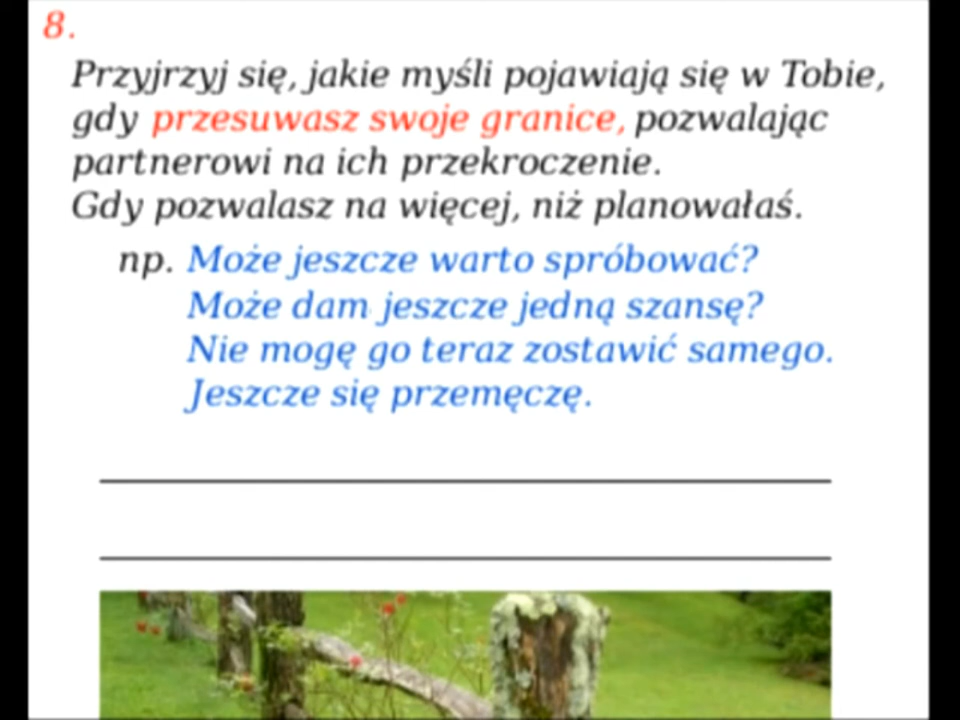 8.
Przyjrzyj się, jakie myśli pojawiają się w Tobie,
gdy przesuwasz swoje granice, pozwalając
partnerowi na ich przekroczenie.
Gdy pozwalasz na więcej, niż planowałaś.
np. Może jeszcze warto spróbować?
Może dam jeszcze jedną szansę?
Nie mogę go teraz zostawić samego.
Jeszcze się przemęczę.